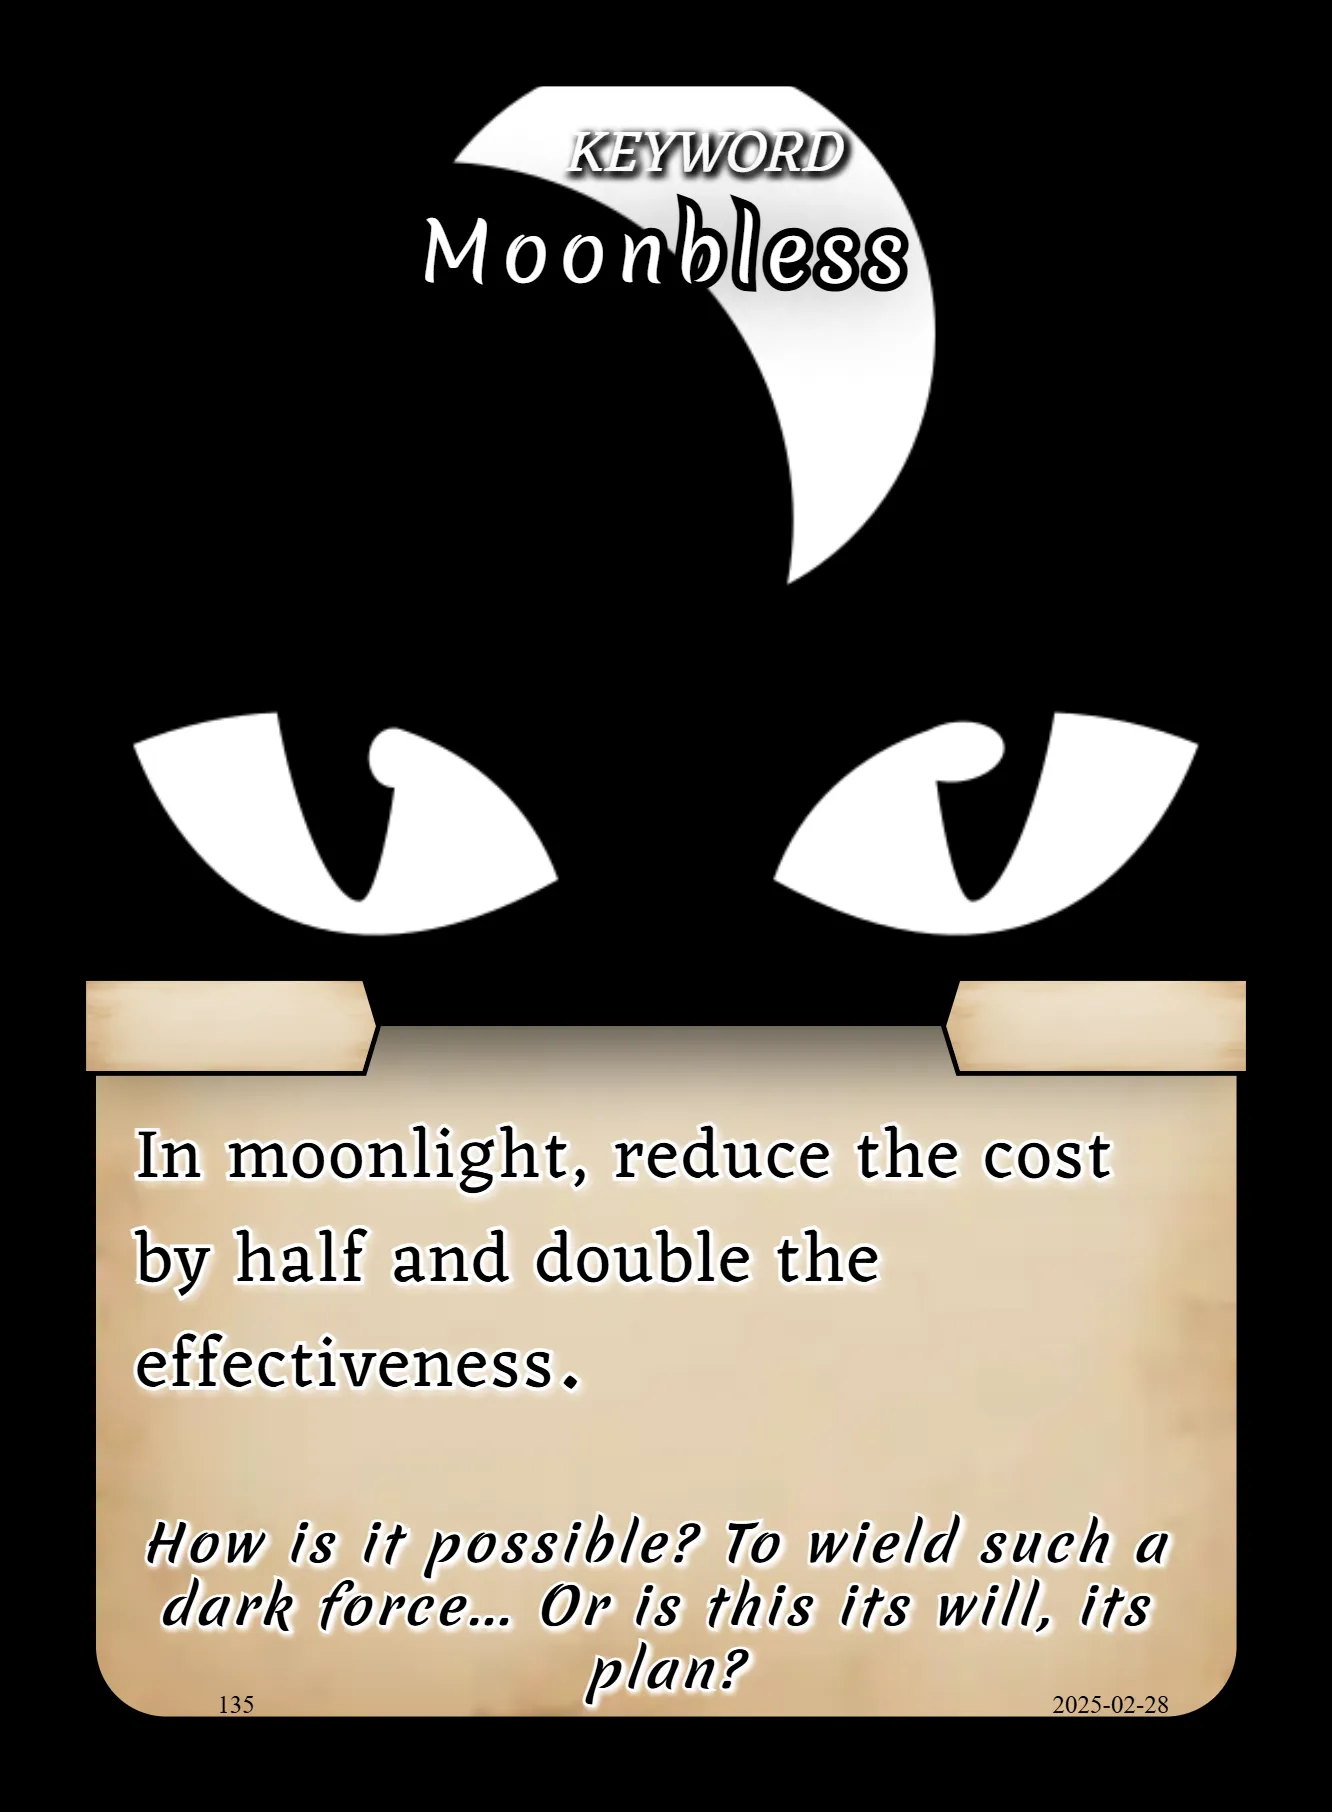 KEYWORD
Moonbless
In moonlight, reduce the cost
by half and double the
effectiveness.
How is it possible? To wield such a
dark force... Or is this its will, its
plan?
135
2025-02-28